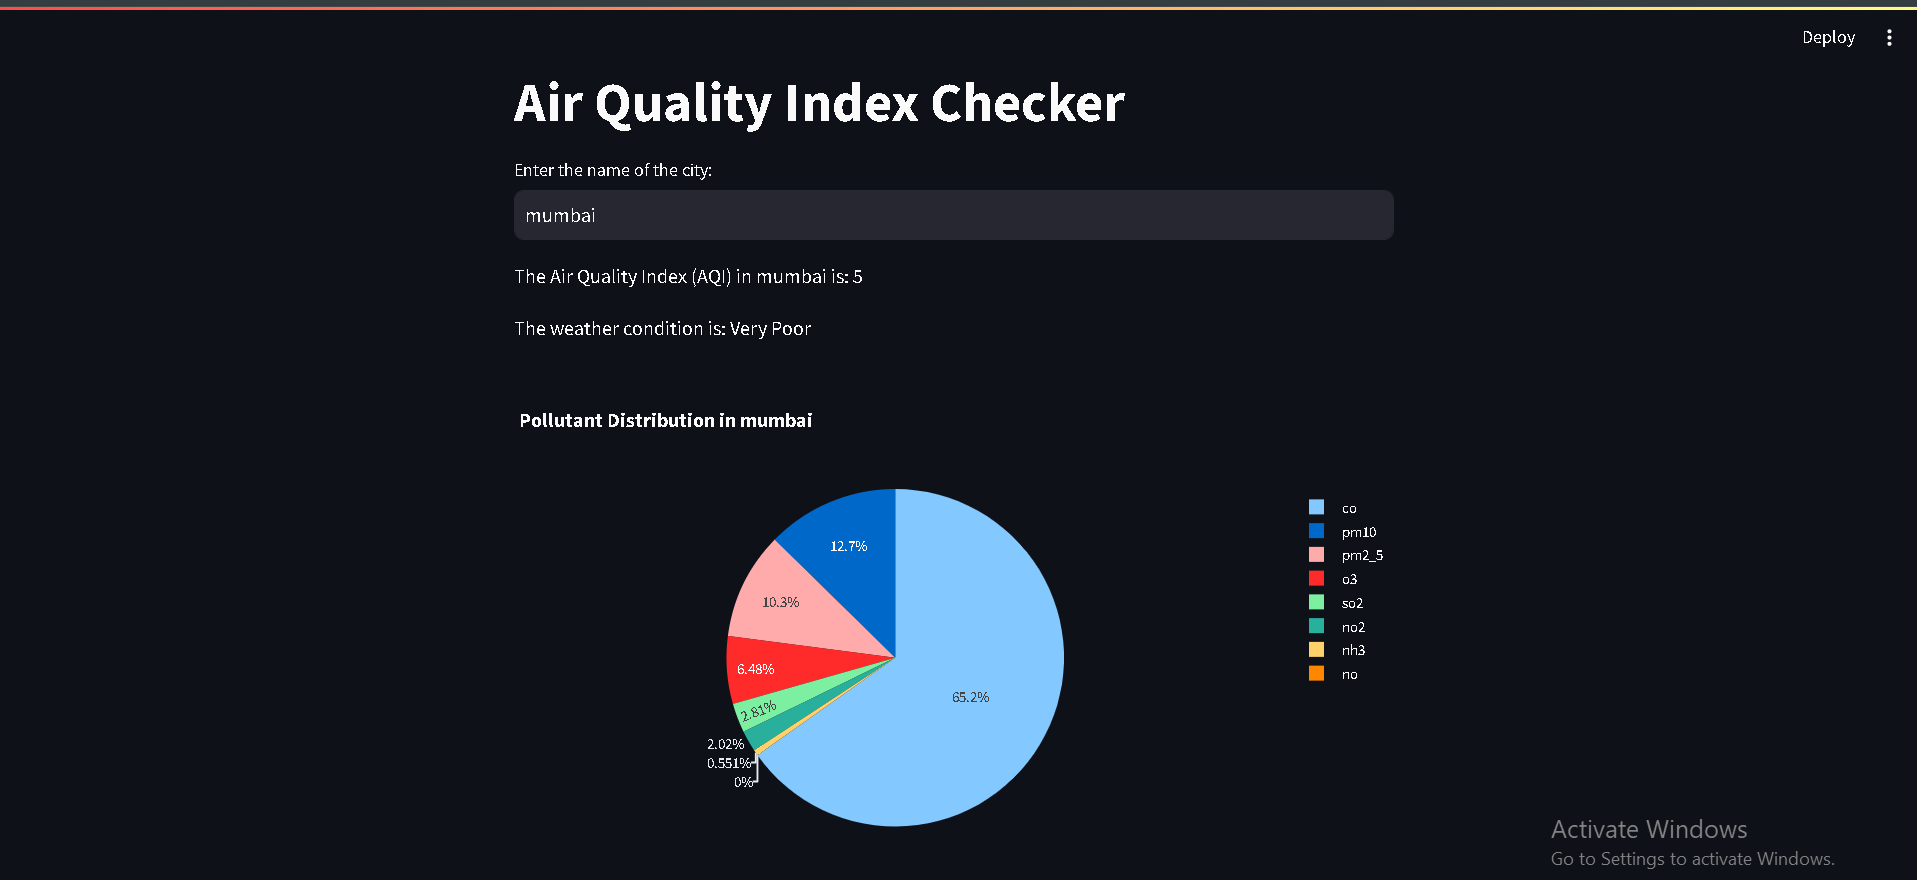 Deploy
Air Quality Index Checker
Enter the name of the city:
mumbai
The Air Quality Index (AQI) in mumbai is: 5
The weather condition is: Very Poor
Pollutant Distribution in mumbai
12.7%
10.3%
6.48%
2.81%
2.02%
0.551%
0%
65.2%
co
pm10
pm2_5
o3
so2
no2
nh3
no
Activate Windows
Go to Settings to activate Windows.